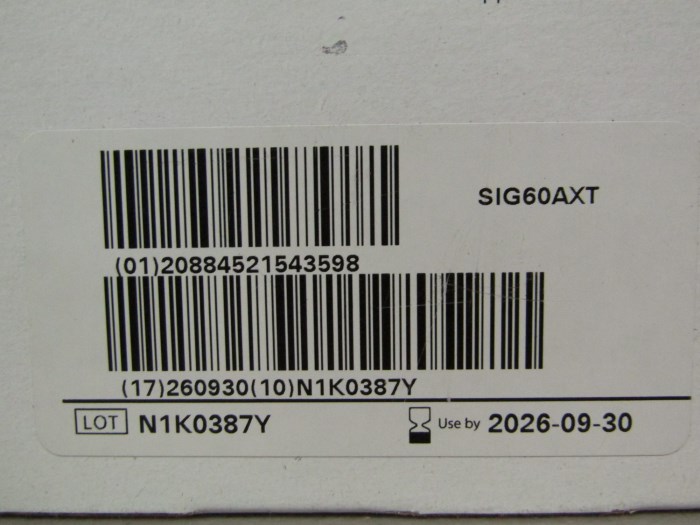 SIG60AXT
(01)20884521543598
(17)260930(10)N1K0387Y
LOT N1K0387Y
Use by 2026-09-30